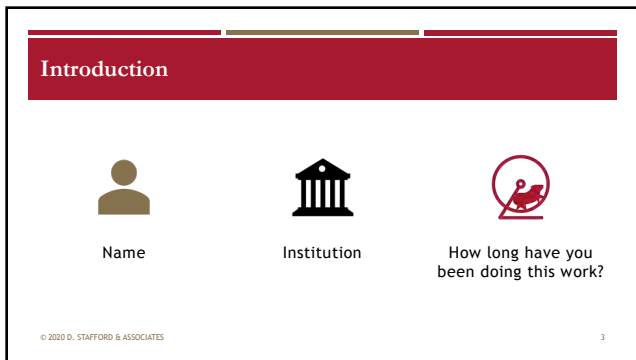 Introduction
Name
Institution
How long have you
been doing this work?
© 2020 D. STAFFORD & ASSOCIATES
3